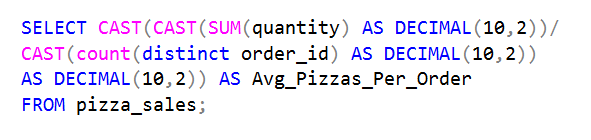 SELECT CAST(CAST(SUM(quantity) AS DECIMAL(10,2))/
CAST(count(distinct order_id) AS DECIMAL(10,2))
AS DECIMAL(10,2)) AS Avg_Pizzas_Per_Order
FROM pizza_sales;